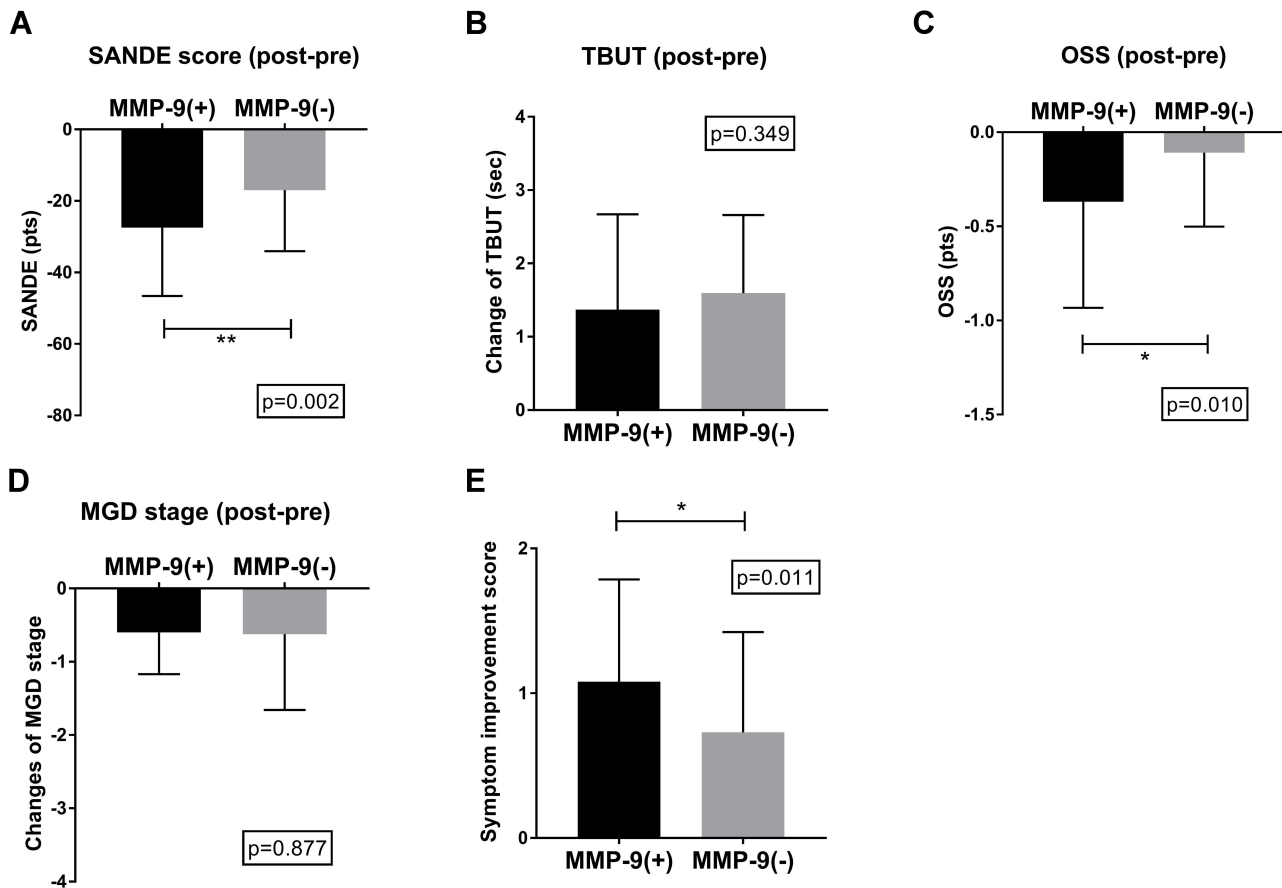 A
SANDE score (post-pre)
MMP-9(+) MMP-9(-)
0
-20
-40
-60
-80
SANDE (pts)
**
p=0.002
B
TBUT (post-pre)
4
3
2
1
0
Change of TBUT (sec)
p=0.349
MMP-9(+) MMP-9(-)
C
OSS (post-pre)
MMP-9(+) MMP-9(-)
0.0
-0.5
-1.0
-1.5
OSS (pts)
*
p=0.010
D
MGD stage (post-pre)
MMP-9(+) MMP-9(-)
0
-1
-2
-3
-4
Changes of MGD stage
p=0.877
E
*
2
1
0
Symptom improvement score
p=0.011
MMP-9(+) MMP-9(-)